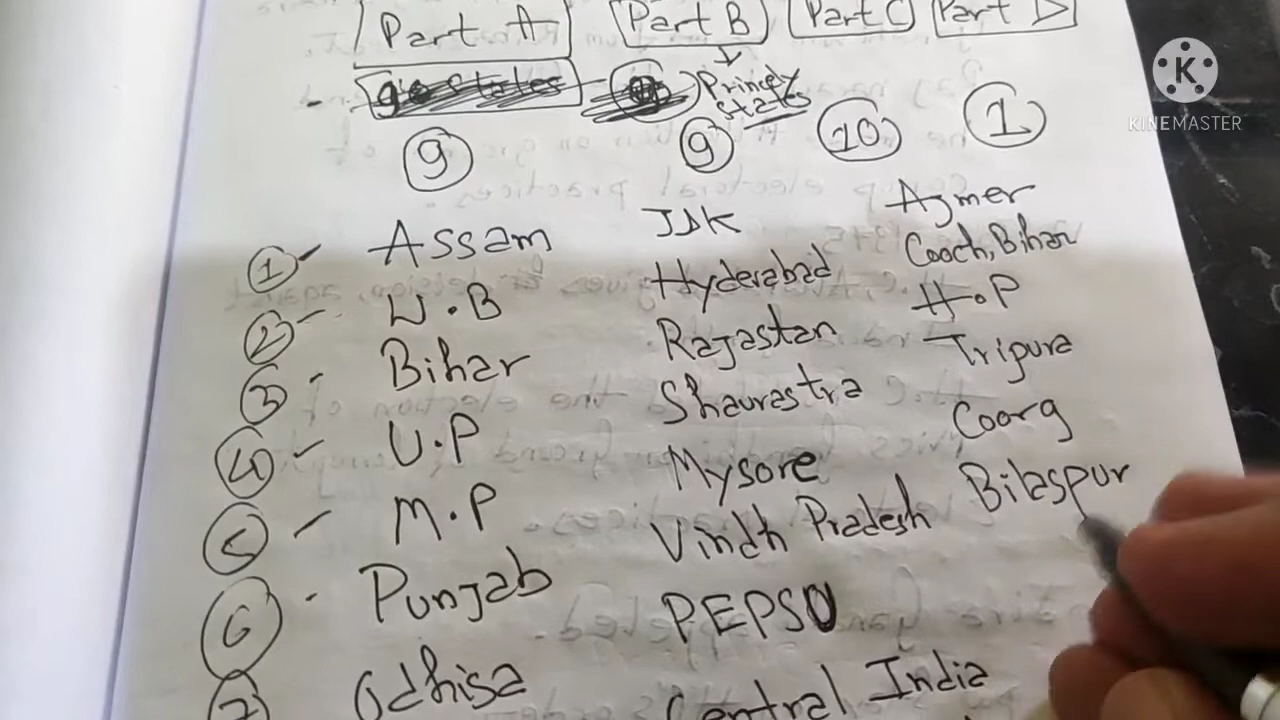 Part A Part B Part C Part D
Princely States
9 9 10 1
1 Assam J&K Ajmer
2 W.B Hyderabad Cooch, Bihar
3 Bihar Rajastan H.P
4 U.P Shaurastra Tripura
5 M.P Mysore Coorg
6 Punjab Vindh Pradesh Bilaspur
7 Odhisa PEPSU
Central India
K
KINEMASTER